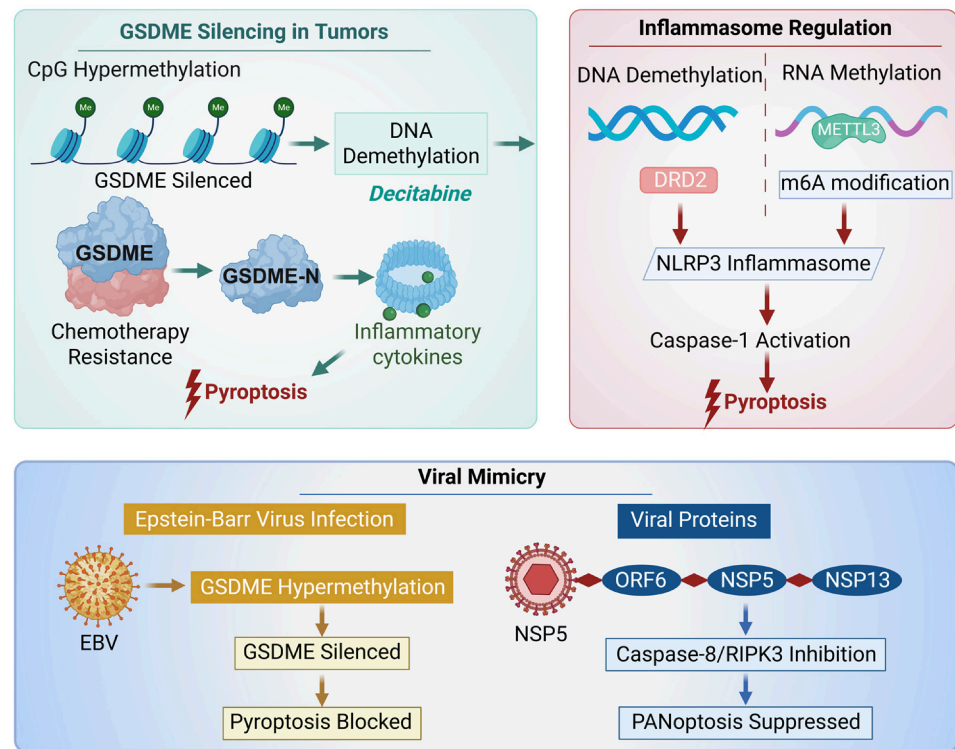 GSDME Silencing in Tumors
CpG Hypermethylation
Me
Me
Me
Me
GSDME Silenced
DNA
Demethylation
Decitabine
GSDME
GSDME-N
Chemotherapy
Resistance
Inflammatory
cytokines
Pyroptosis
Inflammasome Regulation
DNA Demethylation
RNA Methylation
METTL3
DRD2
m6A modification
NLRP3 Inflammasome
Caspase-1 Activation
Pyroptosis
Viral Mimicry
Epstein-Barr Virus Infection
EBV
GSDME Hypermethylation
GSDME Silenced
Pyroptosis Blocked
Viral Proteins
NSP5
ORF6
NSP5
NSP13
Caspase-8/RIPK3 Inhibition
PANoptosis Suppressed